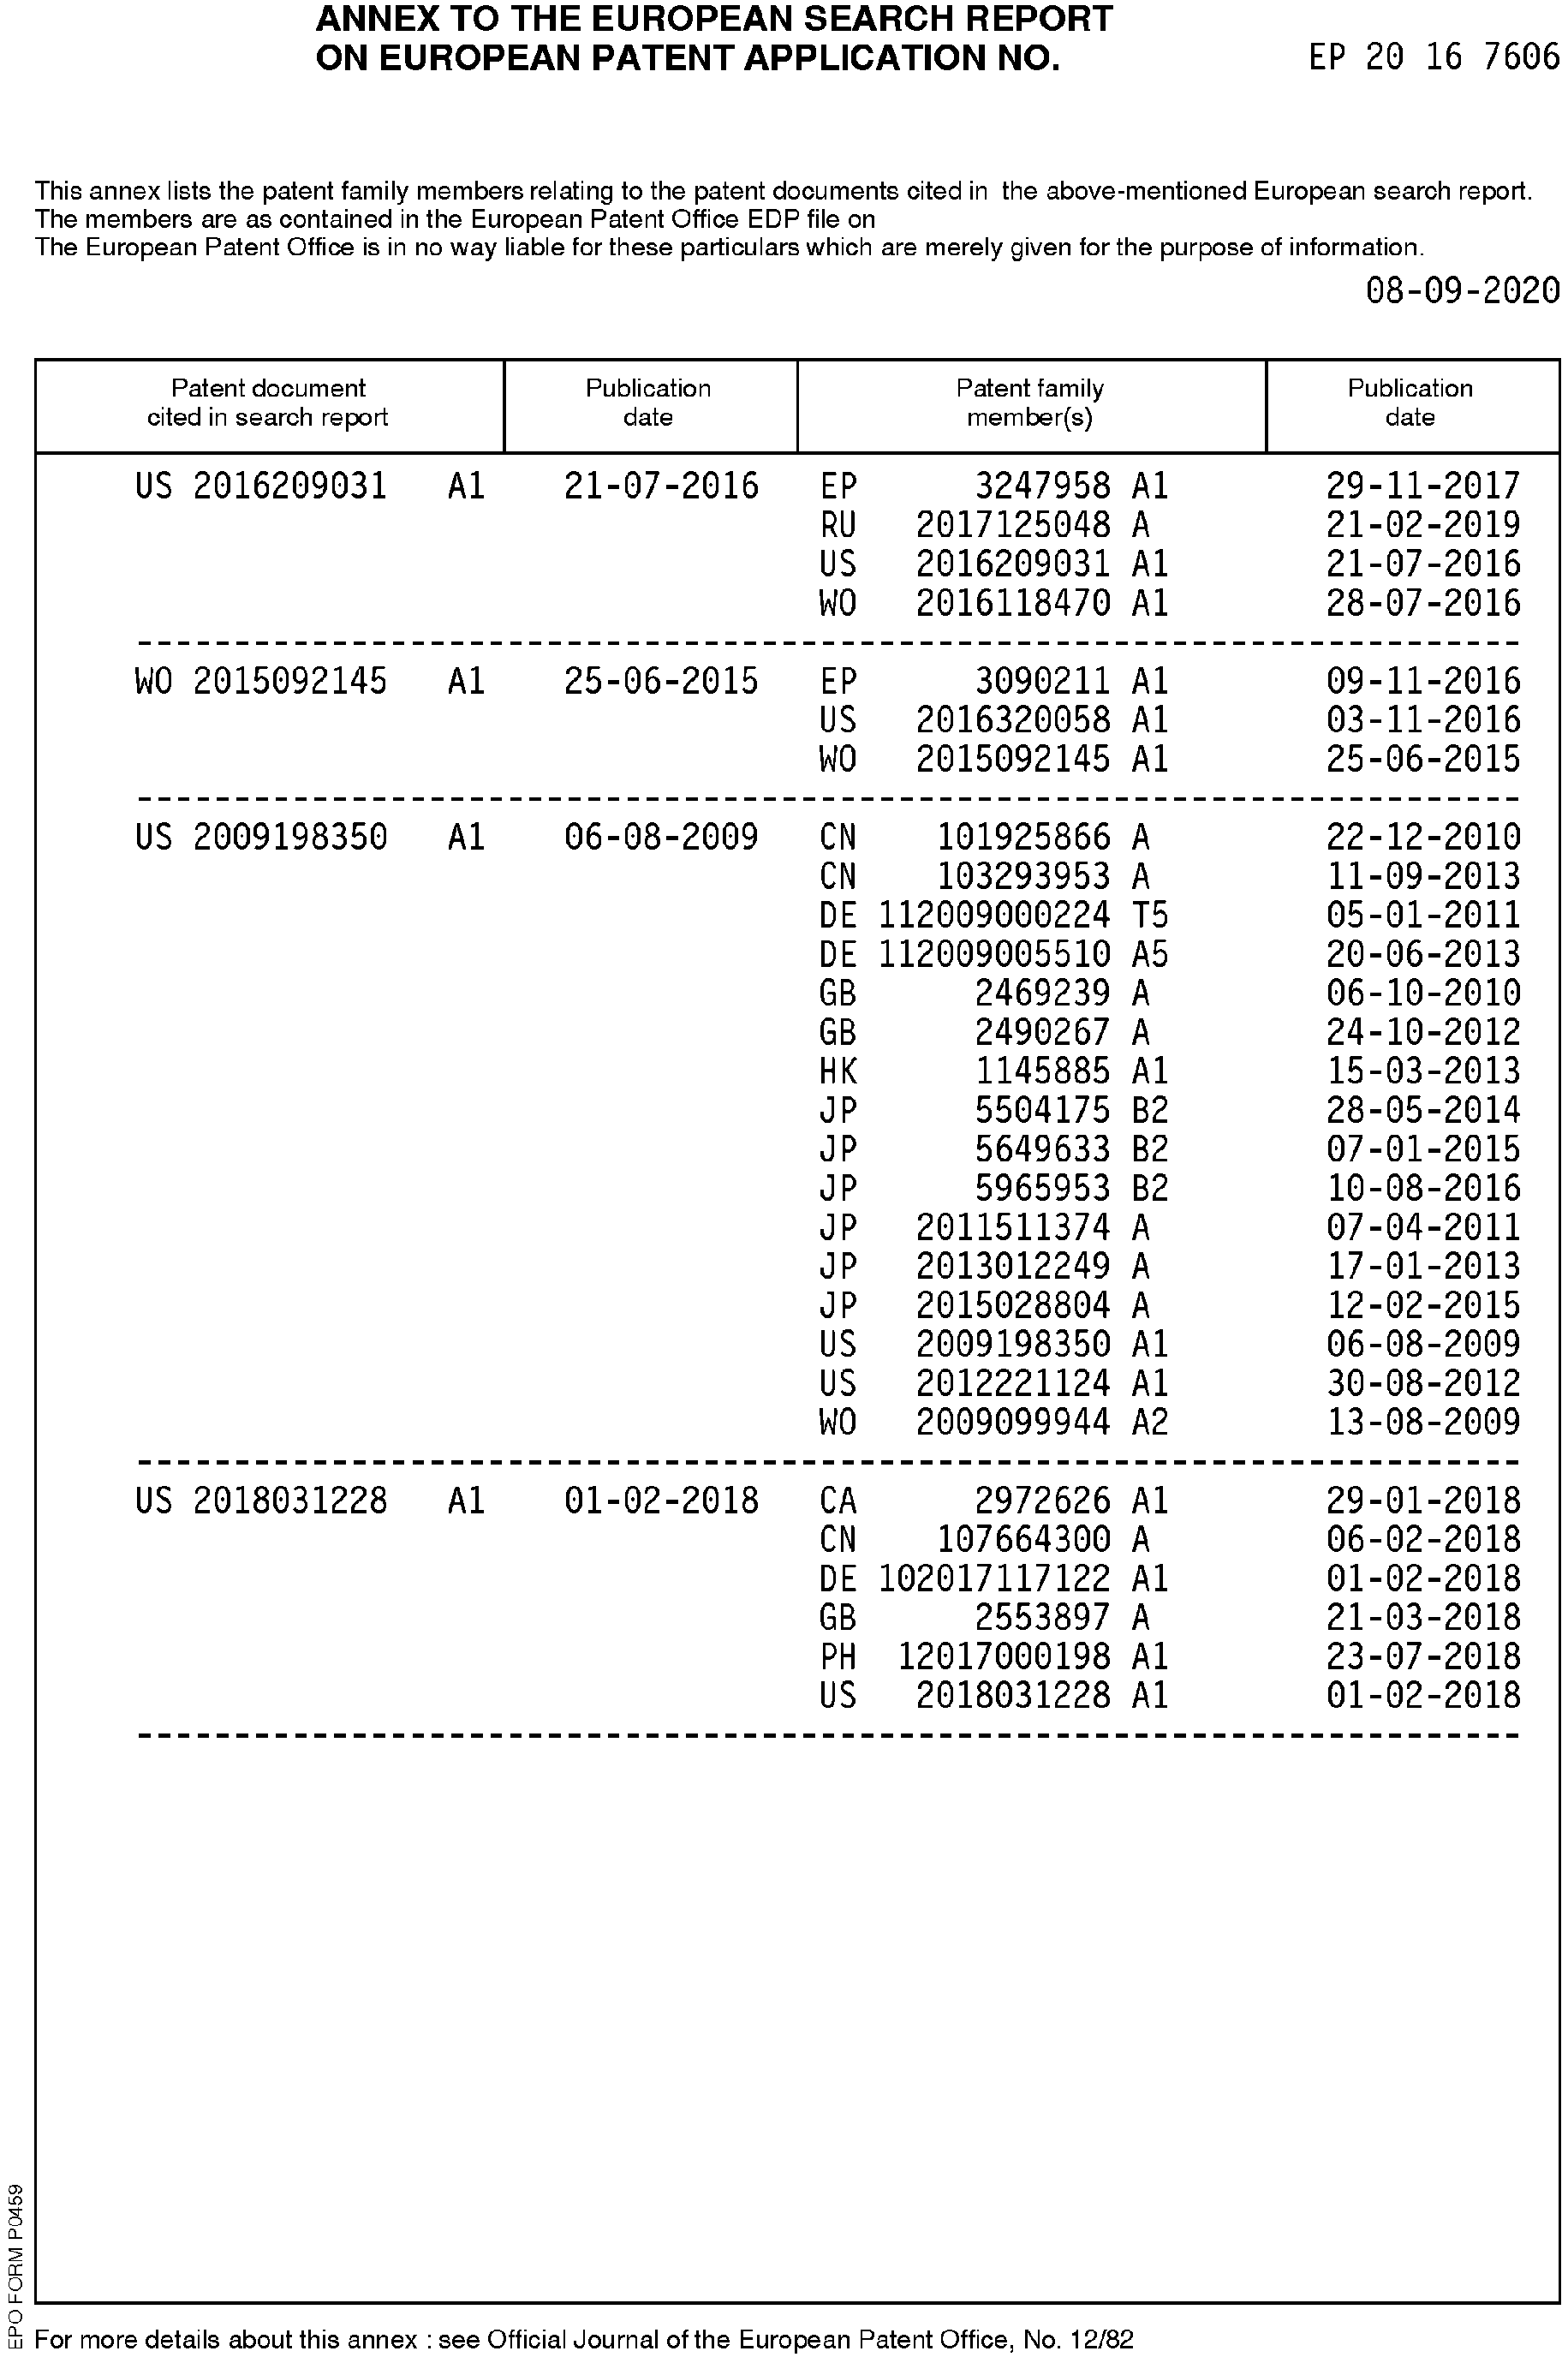 ANNEX TO THE EUROPEAN SEARCH REPORT
ON EUROPEAN PATENT APPLICATION NO. EP 20 16 7606
This annex lists the patent family members relating to the patent documents cited in the above-mentioned European search report.
The members are as contained in the European Patent Office EDP file on
The European Patent Office is in no way liable for these particulars which are merely given for the purpose of information.
08-09-2020
Patent document cited in search report | Publication date | Patent family member(s) | Publication date
US 2016209031 A1 21-07-2016 EP 3247958 A1 29-11-2017
RU 2017125048 A 21-02-2019
US 2016209031 A1 21-07-2016
WO 2016118470 A1 28-07-2016
WO 2015092145 A1 25-06-2015 EP 3090211 A1 09-11-2016
US 2016320058 A1 03-11-2016
WO 2015092145 A1 25-06-2015
US 2009198350 A1 06-08-2009 CN 101925866 A 22-12-2010
CN 103293953 A 11-09-2013
DE 112009000224 T5 05-01-2011
DE 112009005510 A5 20-06-2013
GB 2469239 A 06-10-2010
GB 2490267 A 24-10-2012
HK 1145885 A1 15-03-2013
JP 5504175 B2 28-05-2014
JP 5649633 B2 07-01-2015
JP 5965953 B2 10-08-2016
JP 2011511374 A 07-04-2011
JP 2013012249 A 17-01-2013
JP 2015028804 A 12-02-2015
US 2009198350 A1 06-08-2009
US 2012221124 A1 30-08-2012
WO 2009099944 A2 13-08-2009
US 2018031228 A1 01-02-2018 CA 2972626 A1 29-01-2018
CN 107664300 A 06-02-2018
DE 102017117122 A1 01-02-2018
GB 2553897 A 21-03-2018
PH 12017000198 A1 23-07-2018
US 2018031228 A1 01-02-2018
EPO FORM P0459
For more details about this annex : see Official Journal of the European Patent Office, No. 12/82